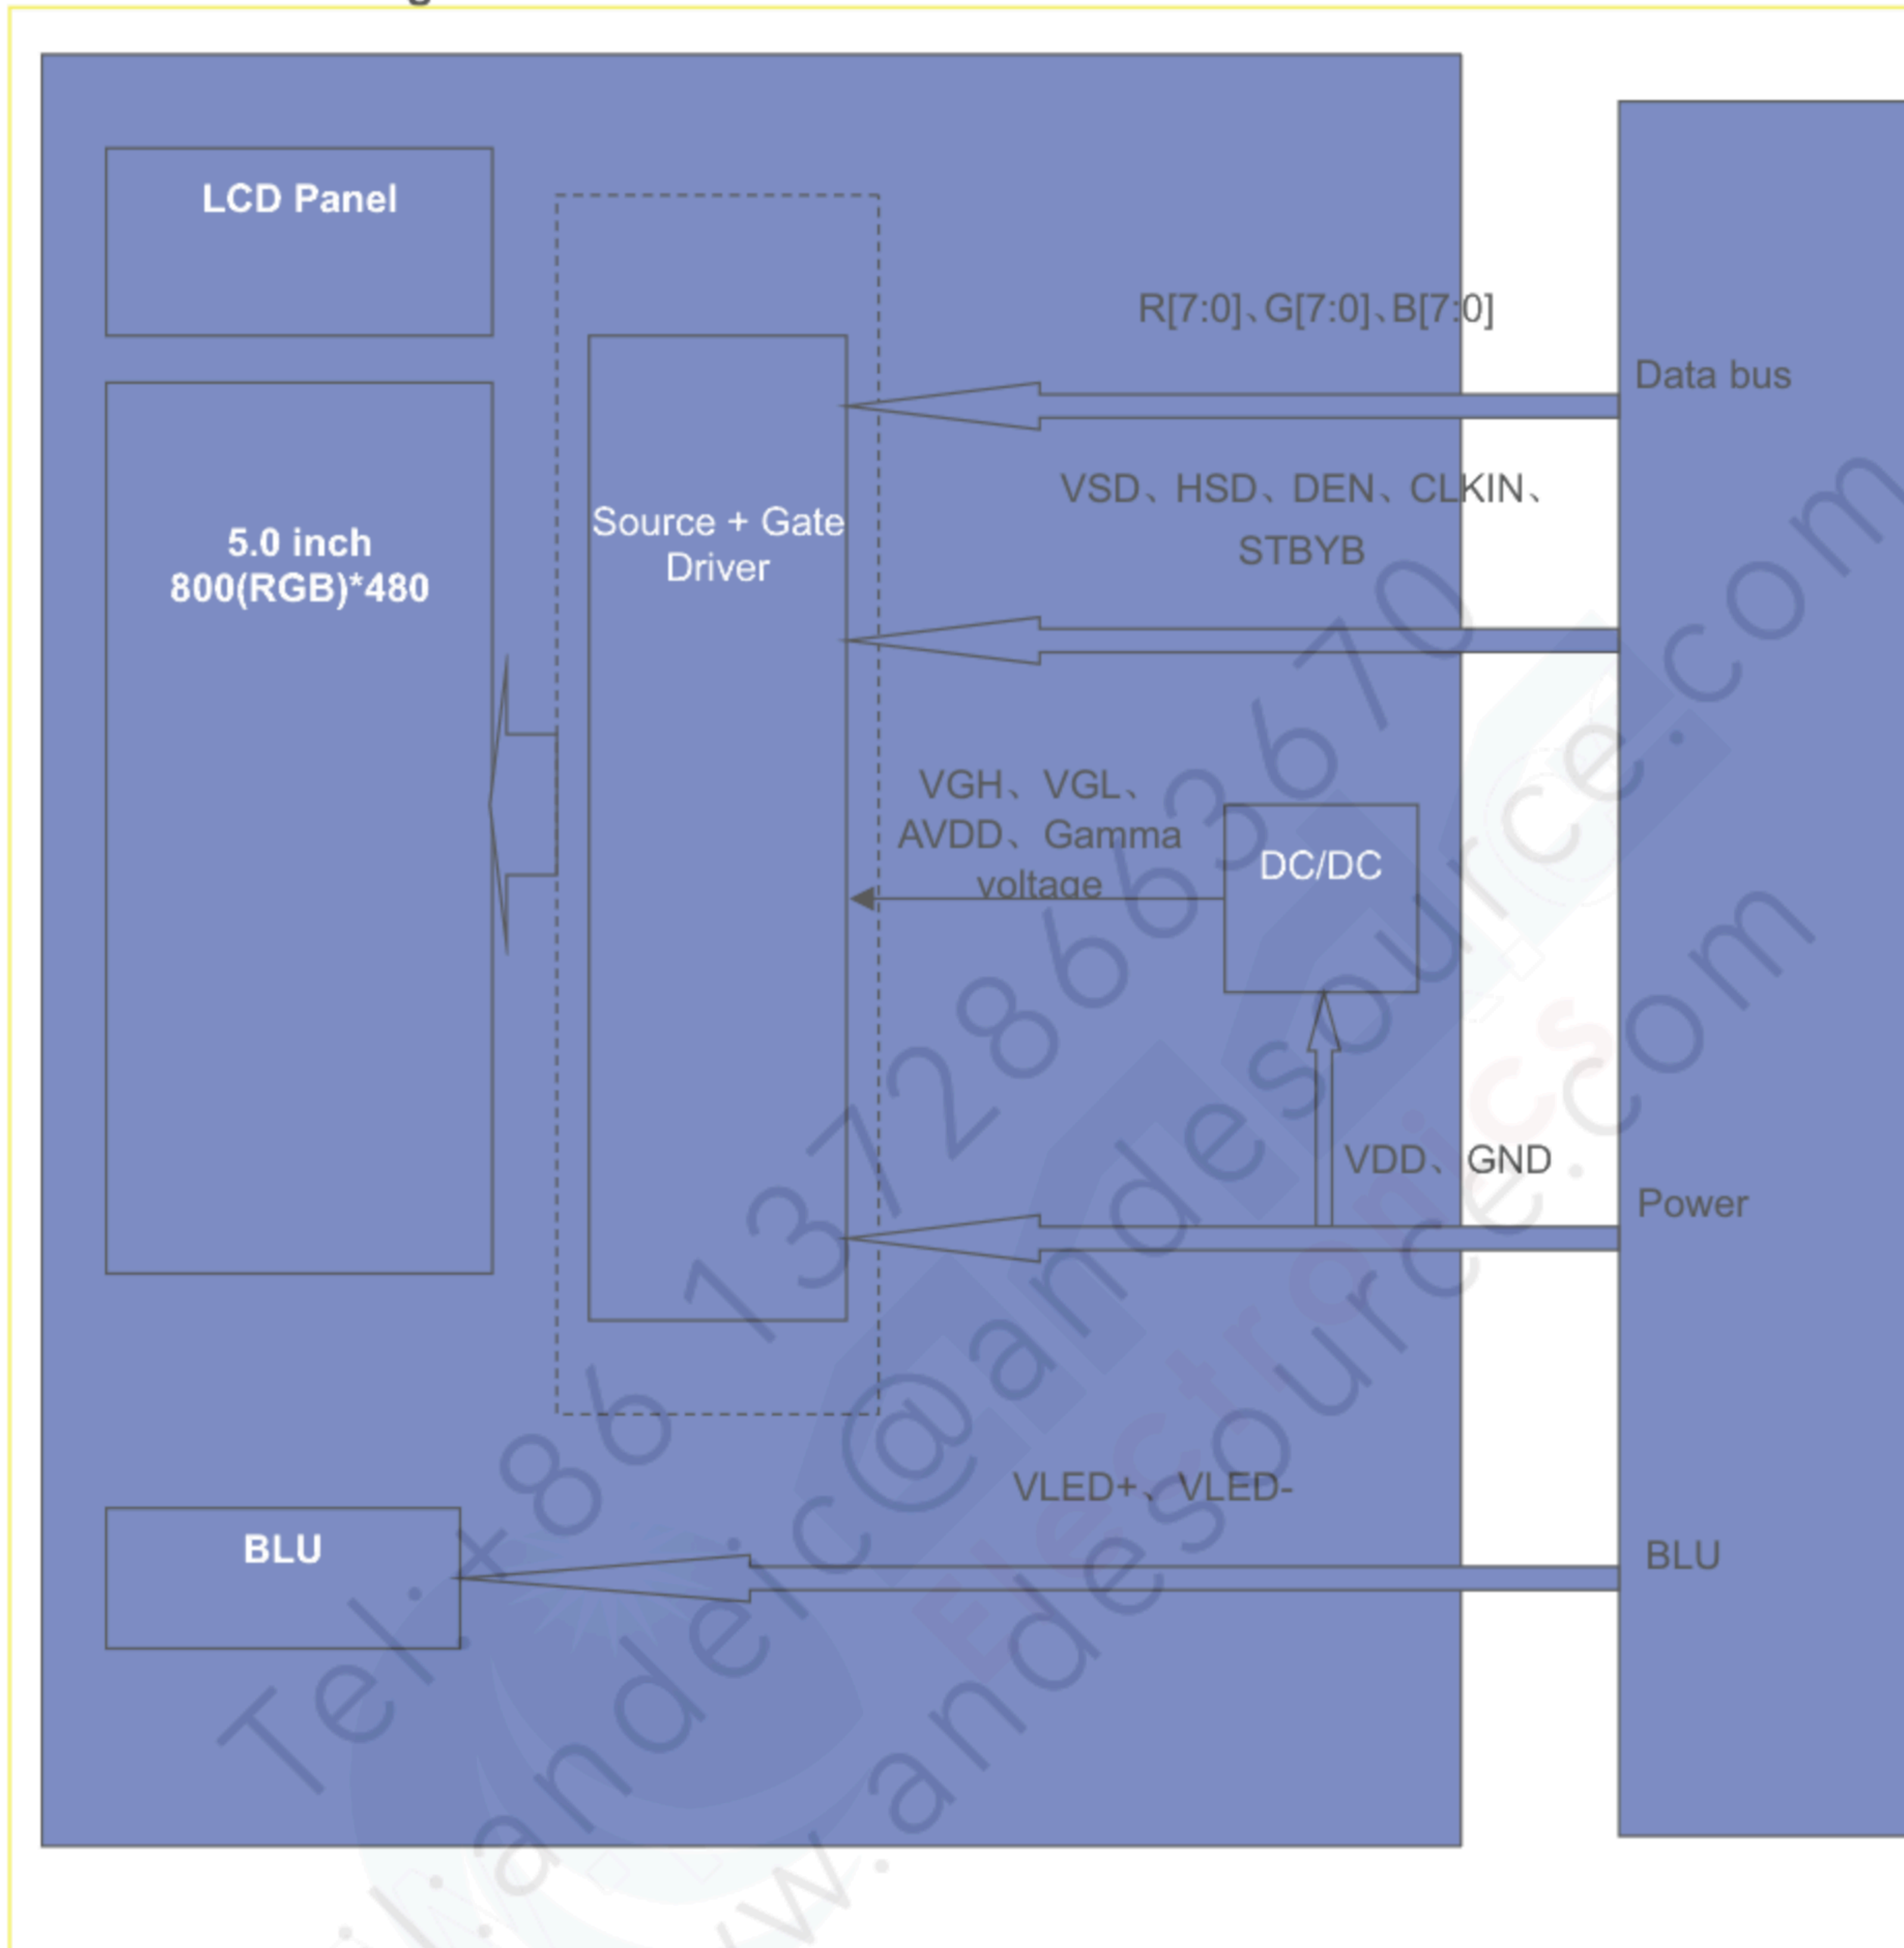 LCD Panel
R[7:0]、G[7:0]、B[7:0]
Data bus
VSD、HSD、DEN、CLKIN、
STBYB
5.0 inch
800(RGB)*480
Source + Gate
Driver
VGH、VGL、
AVDD、Gamma
voltage
DC/DC
VDD、GND
Power
VLED+、VLED-
BLU
BLU
Tel:+86 13728663670
il:andelc@andesource.com
w.andesource.com
Electronics